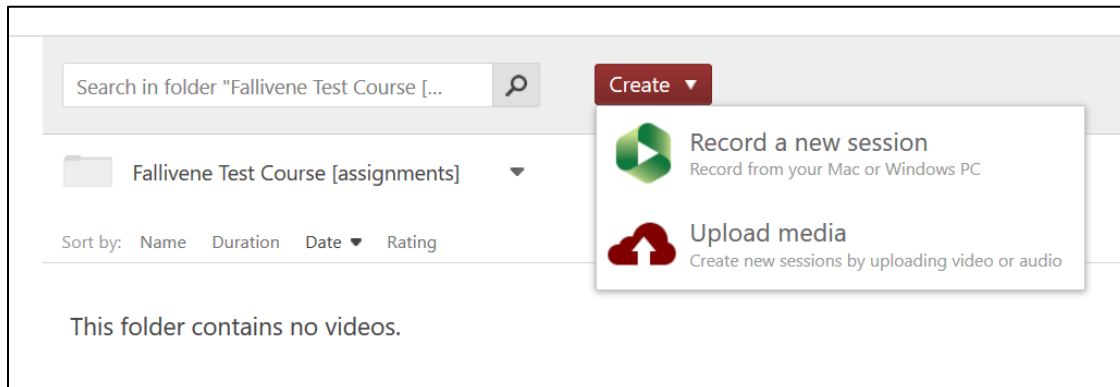 Search in folder "Fallivene Test Course [...
Create
Record a new session
Record from your Mac or Windows PC
Fallivene Test Course [assignments]
Upload media
Create new sessions by uploading video or audio
Sort by: Name Duration Date Rating
This folder contains no videos.